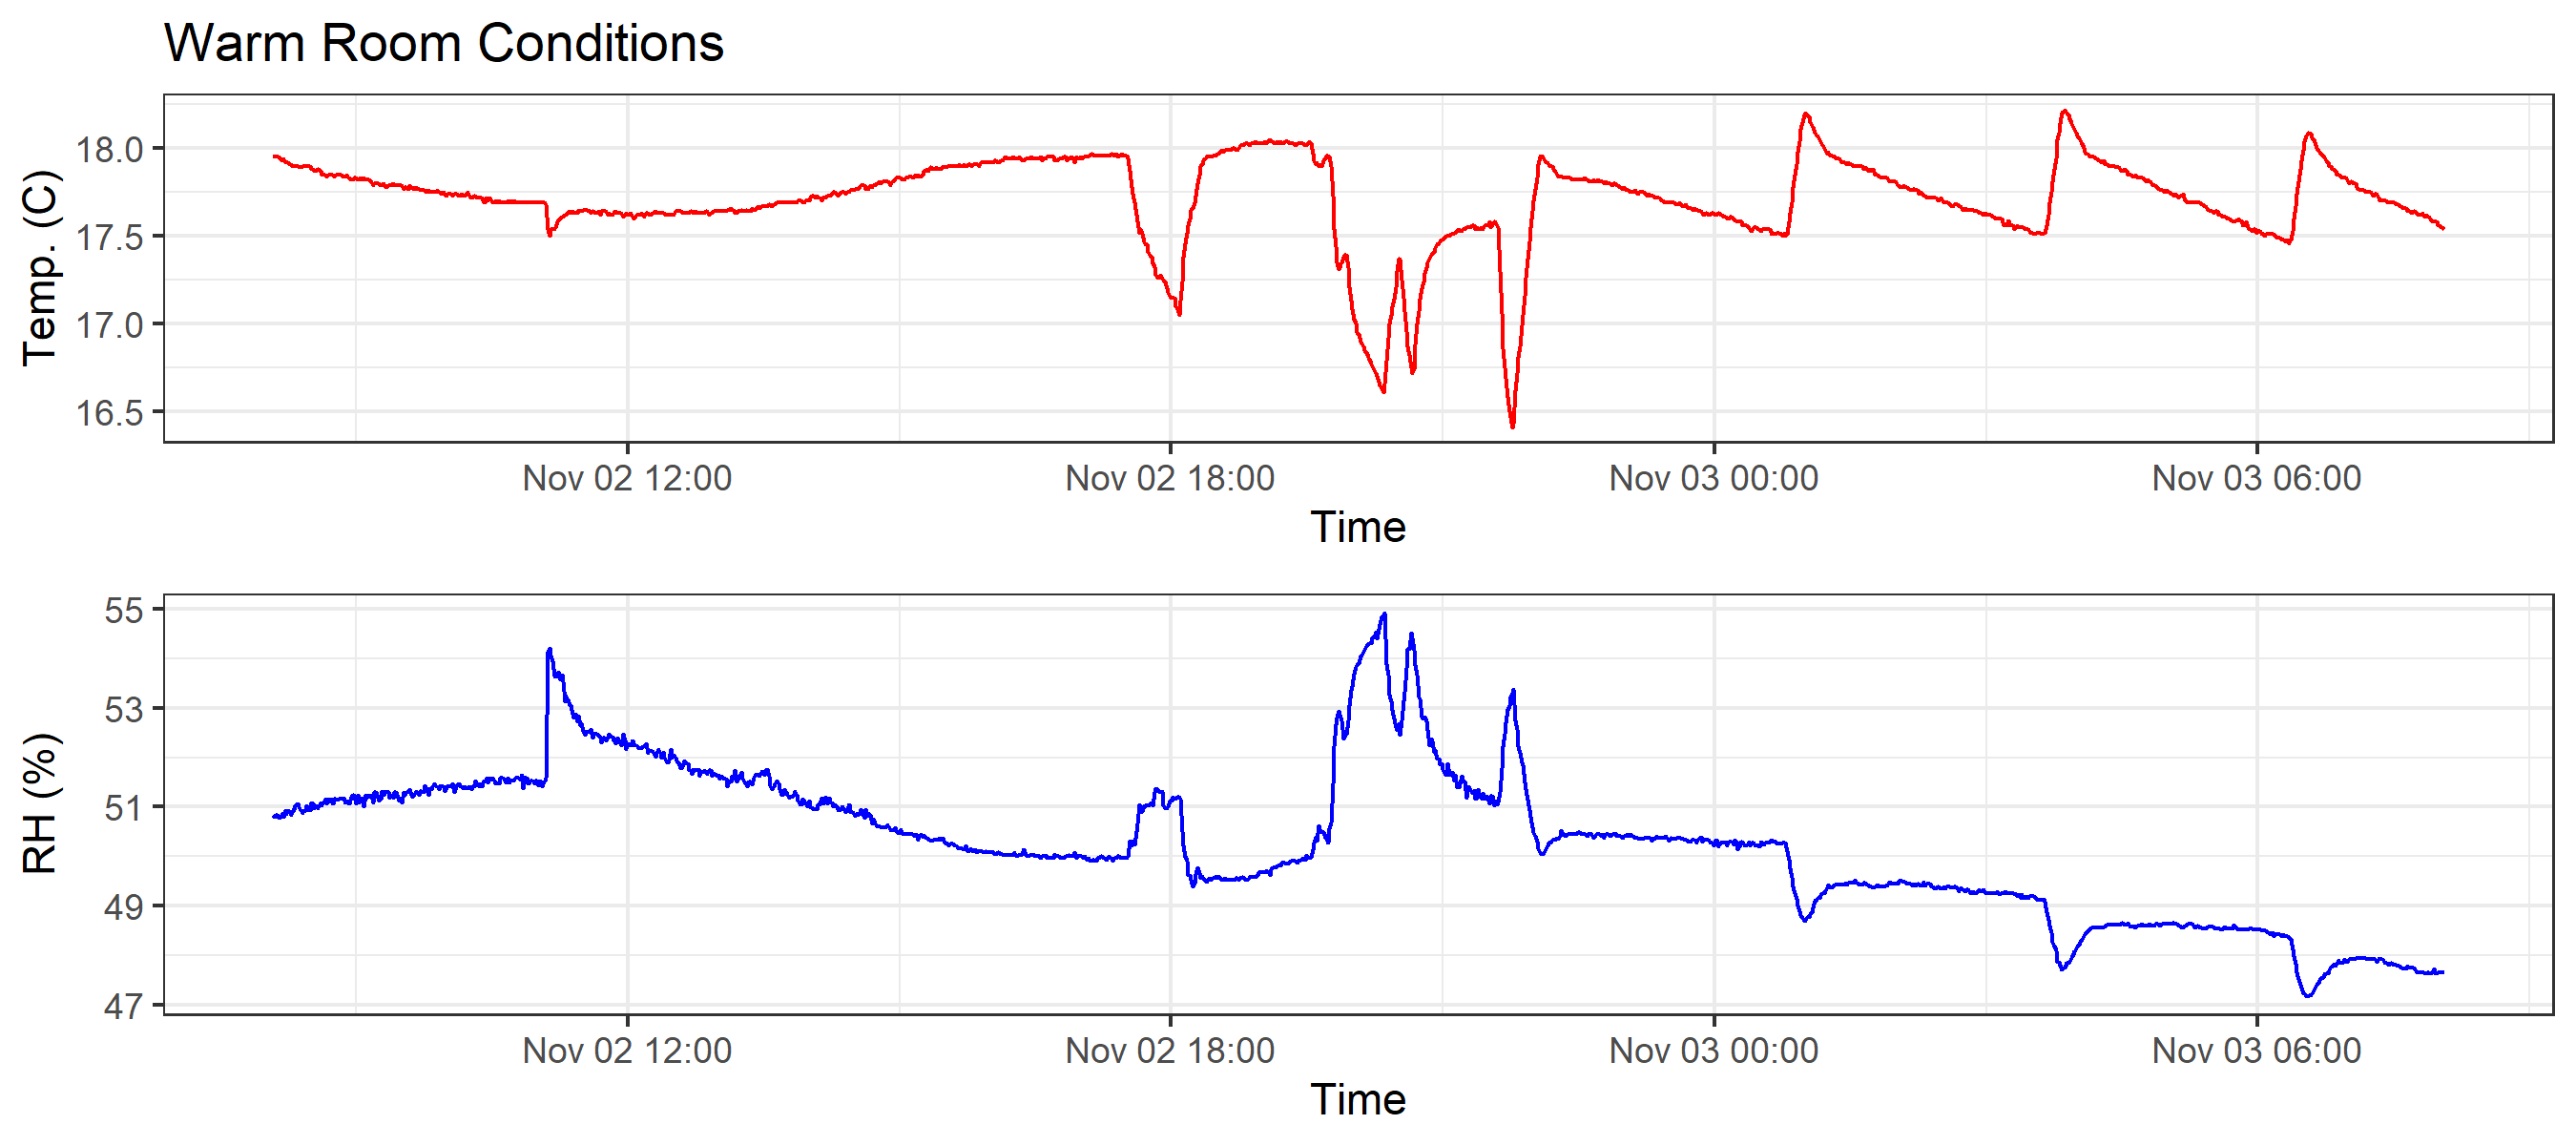 Warm Room Conditions
Temp. (C)
18.0
17.5
17.0
16.5
Nov 02 12:00 Nov 02 18:00 Nov 03 00:00 Nov 03 06:00
Time
RH (%)
55
53
51
49
47
Nov 02 12:00 Nov 02 18:00 Nov 03 00:00 Nov 03 06:00
Time